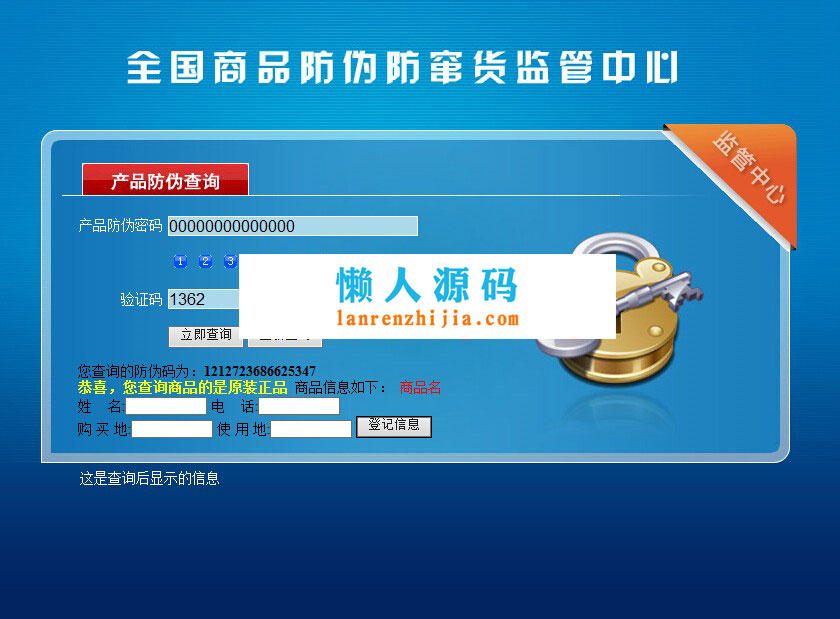 全国商品防伪防窜货监管中心
监管中心
产品防伪查询
产品防伪密码 00000000000000
1 2 3
懒人源码
lanrenzhijia.com
验证码 1362
立即查询
您查询的防伪码为：1212723686625347
恭喜，您查询商品的是原装正品 商品信息如下： 商品名
姓 名: 电 话:
购 买 地: 使 用 地: 登记信息
这是查询后显示的信息